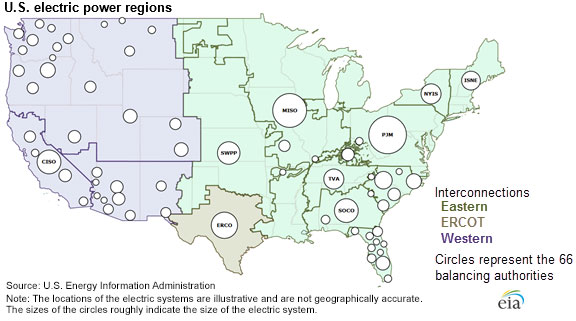 U.S. electric power regions
NYIS
ISNE
MISO
PJM
SWPP
CISO
TVA
SOCO
ERCO
Interconnections
Eastern
ERCOT
Western
Circles represent the 66
balancing authorities
Source: U.S. Energy Information Administration
Note: The locations of the electric systems are illustrative and are not geographically accurate.
The sizes of the circles roughly indicate the size of the electric system.
eia